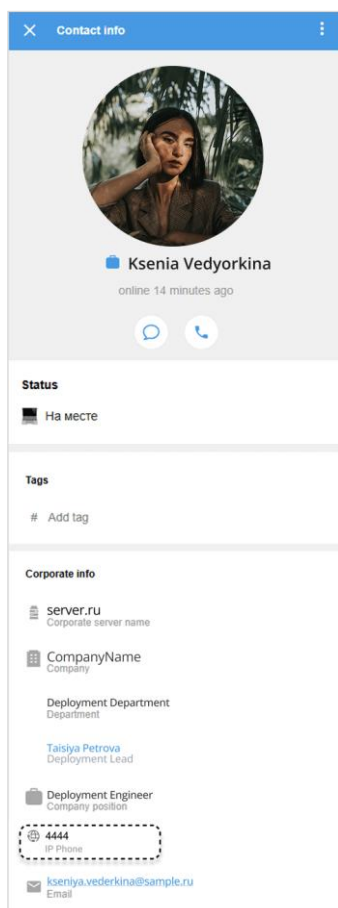 Contact info
Ksenia Vedyorkina
online 14 minutes ago
Status
На месте
Tags
# Add tag
Corporate info
server.ru
Corporate server name
CompanyName
Company
Deployment Department
Department
Taisiya Petrova
Deployment Lead
Deployment Engineer
Company position
4444
IP Phone
kseniya.vederkina@sample.ru
Email